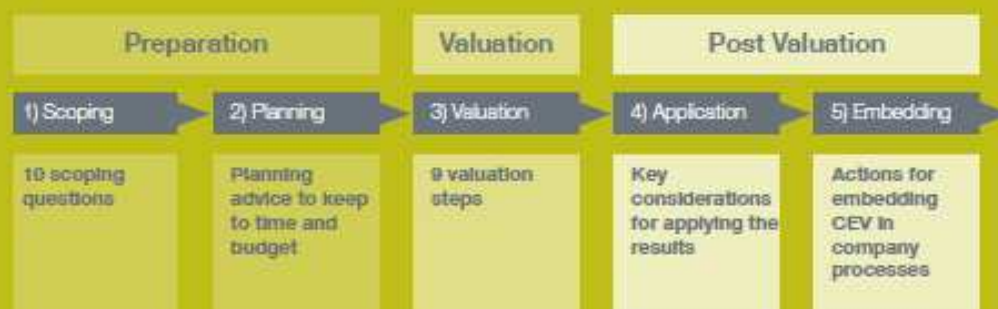 Preparation
Valuation
Post Valuation
1) Scoping
2) Planning
3) Valuation
4) Application
5) Embedding
10 scoping
questions
Planning
advice to keep
to time and
budget
9 valuation
steps
Key
considerations
for applying the
results
Actions for
embedding
CEV in
company
processes